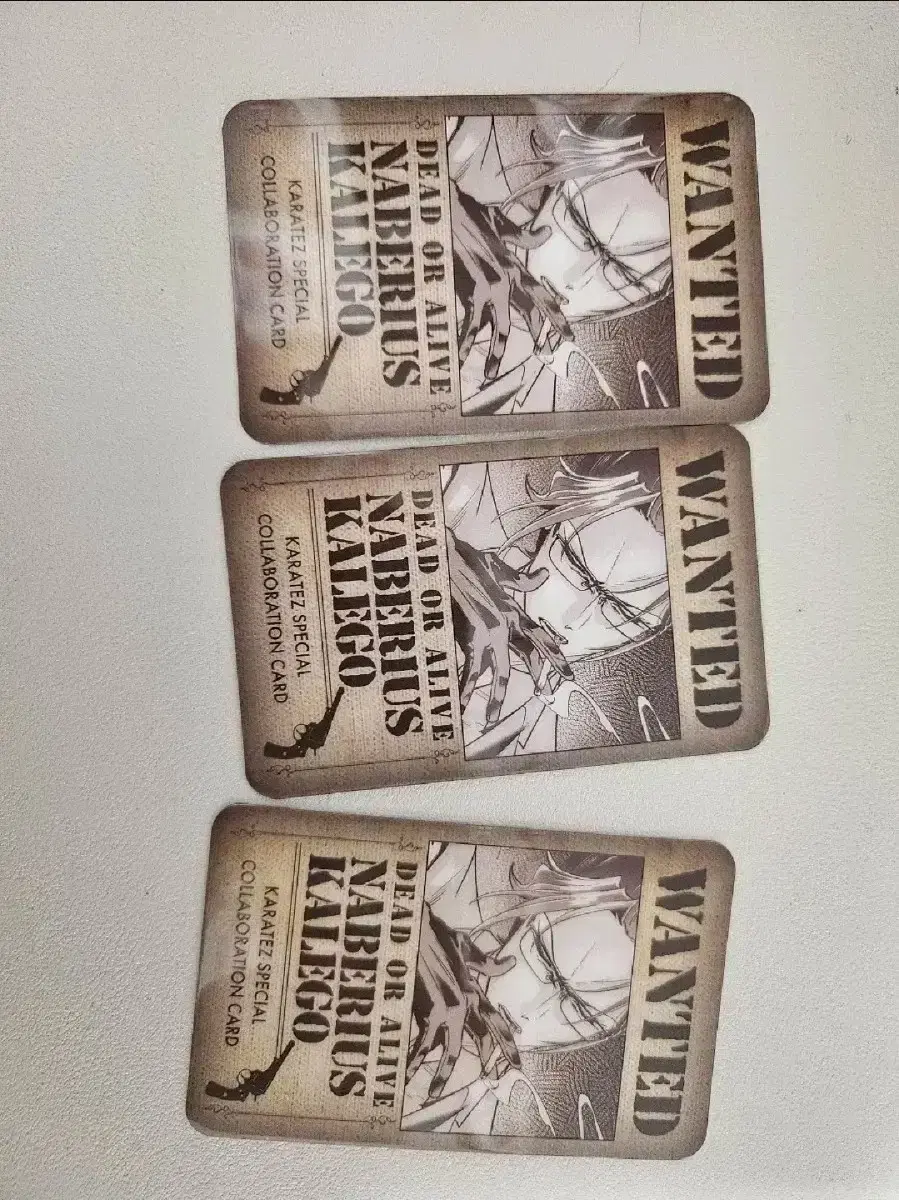 WANTED
DEAD OR ALIVE
NABERIUS
KALEGO
KARATEZ SPECIAL
COLLABORATION CARD
WANTED
DEAD OR ALIVE
NABERIUS
KALEGO
KARATEZ SPECIAL
COLLABORATION CARD
WANTED
DEAD OR ALIVE
NABERIUS
KALEGO
KARATEZ SPECIAL
COLLABORATION CARD